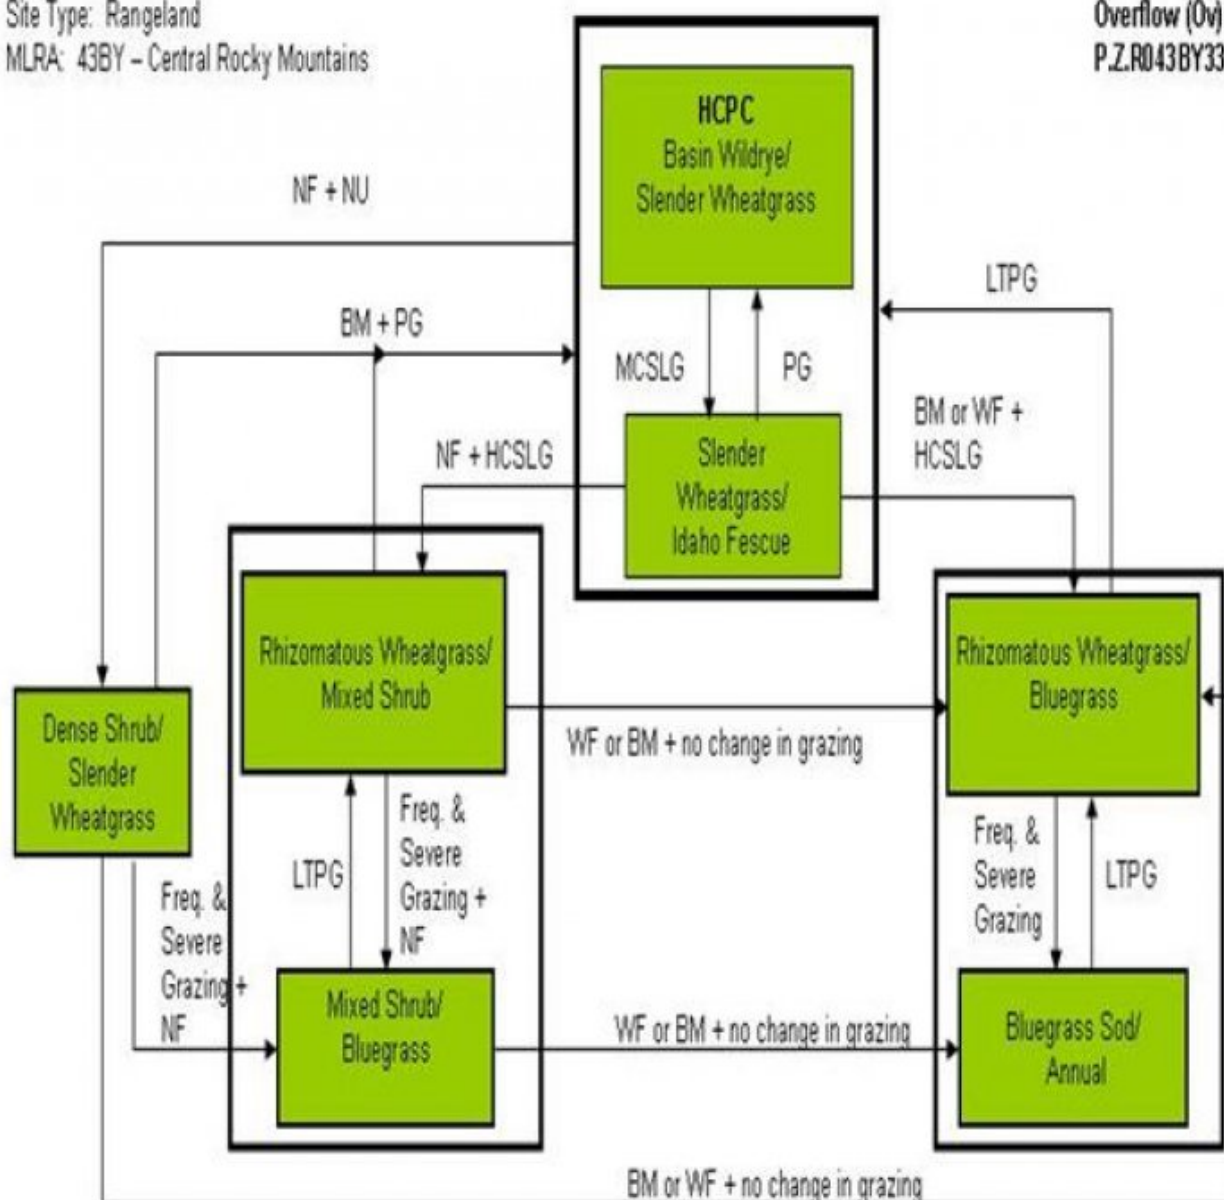 Site Type: Rangeland
MLRA: 43BY – Central Rocky Mountains
Overflow (Ov)
P.Z.R043BY33
HCPC
Basin Wildrye/
Slender Wheatgrass
NF + NU
LTPG
BM + PG
MCSLG
PG
BM or WF +
HCSLG
NF + HCSLG
Slender
Wheatgrass/
Idaho Fescue
Rhizomatous Wheatgrass/
Mixed Shrub
Rhizomatous Wheatgrass/
Bluegrass
Dense Shrub/
Slender
Wheatgrass
WF or BM + no change in grazing
LTPG
Freq. &
Severe
Grazing +
NF
Freq. &
Severe
Grazing
LTPG
Freq. &
Severe
Grazing +
NF
Mixed Shrub/
Bluegrass
WF or BM + no change in grazing
Bluegrass Sod/
Annual
BM or WF + no change in grazing